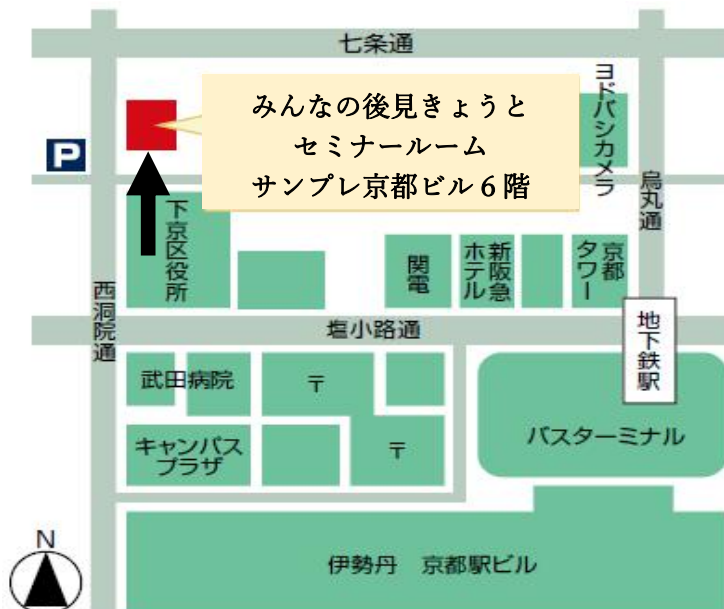 七条通
みんなの後見きょうと
セミナールーム
サンプレ京都ビル6階
ヨドバシカメラ
P
烏丸通
下京区役所
関電
新阪急
ホテル
京都
タワー
西洞院通
塩小路通
地下鉄駅
武田病院
〒
バスターミナル
キャンパス
プラザ
〒
N
伊勢丹 京都駅ビル